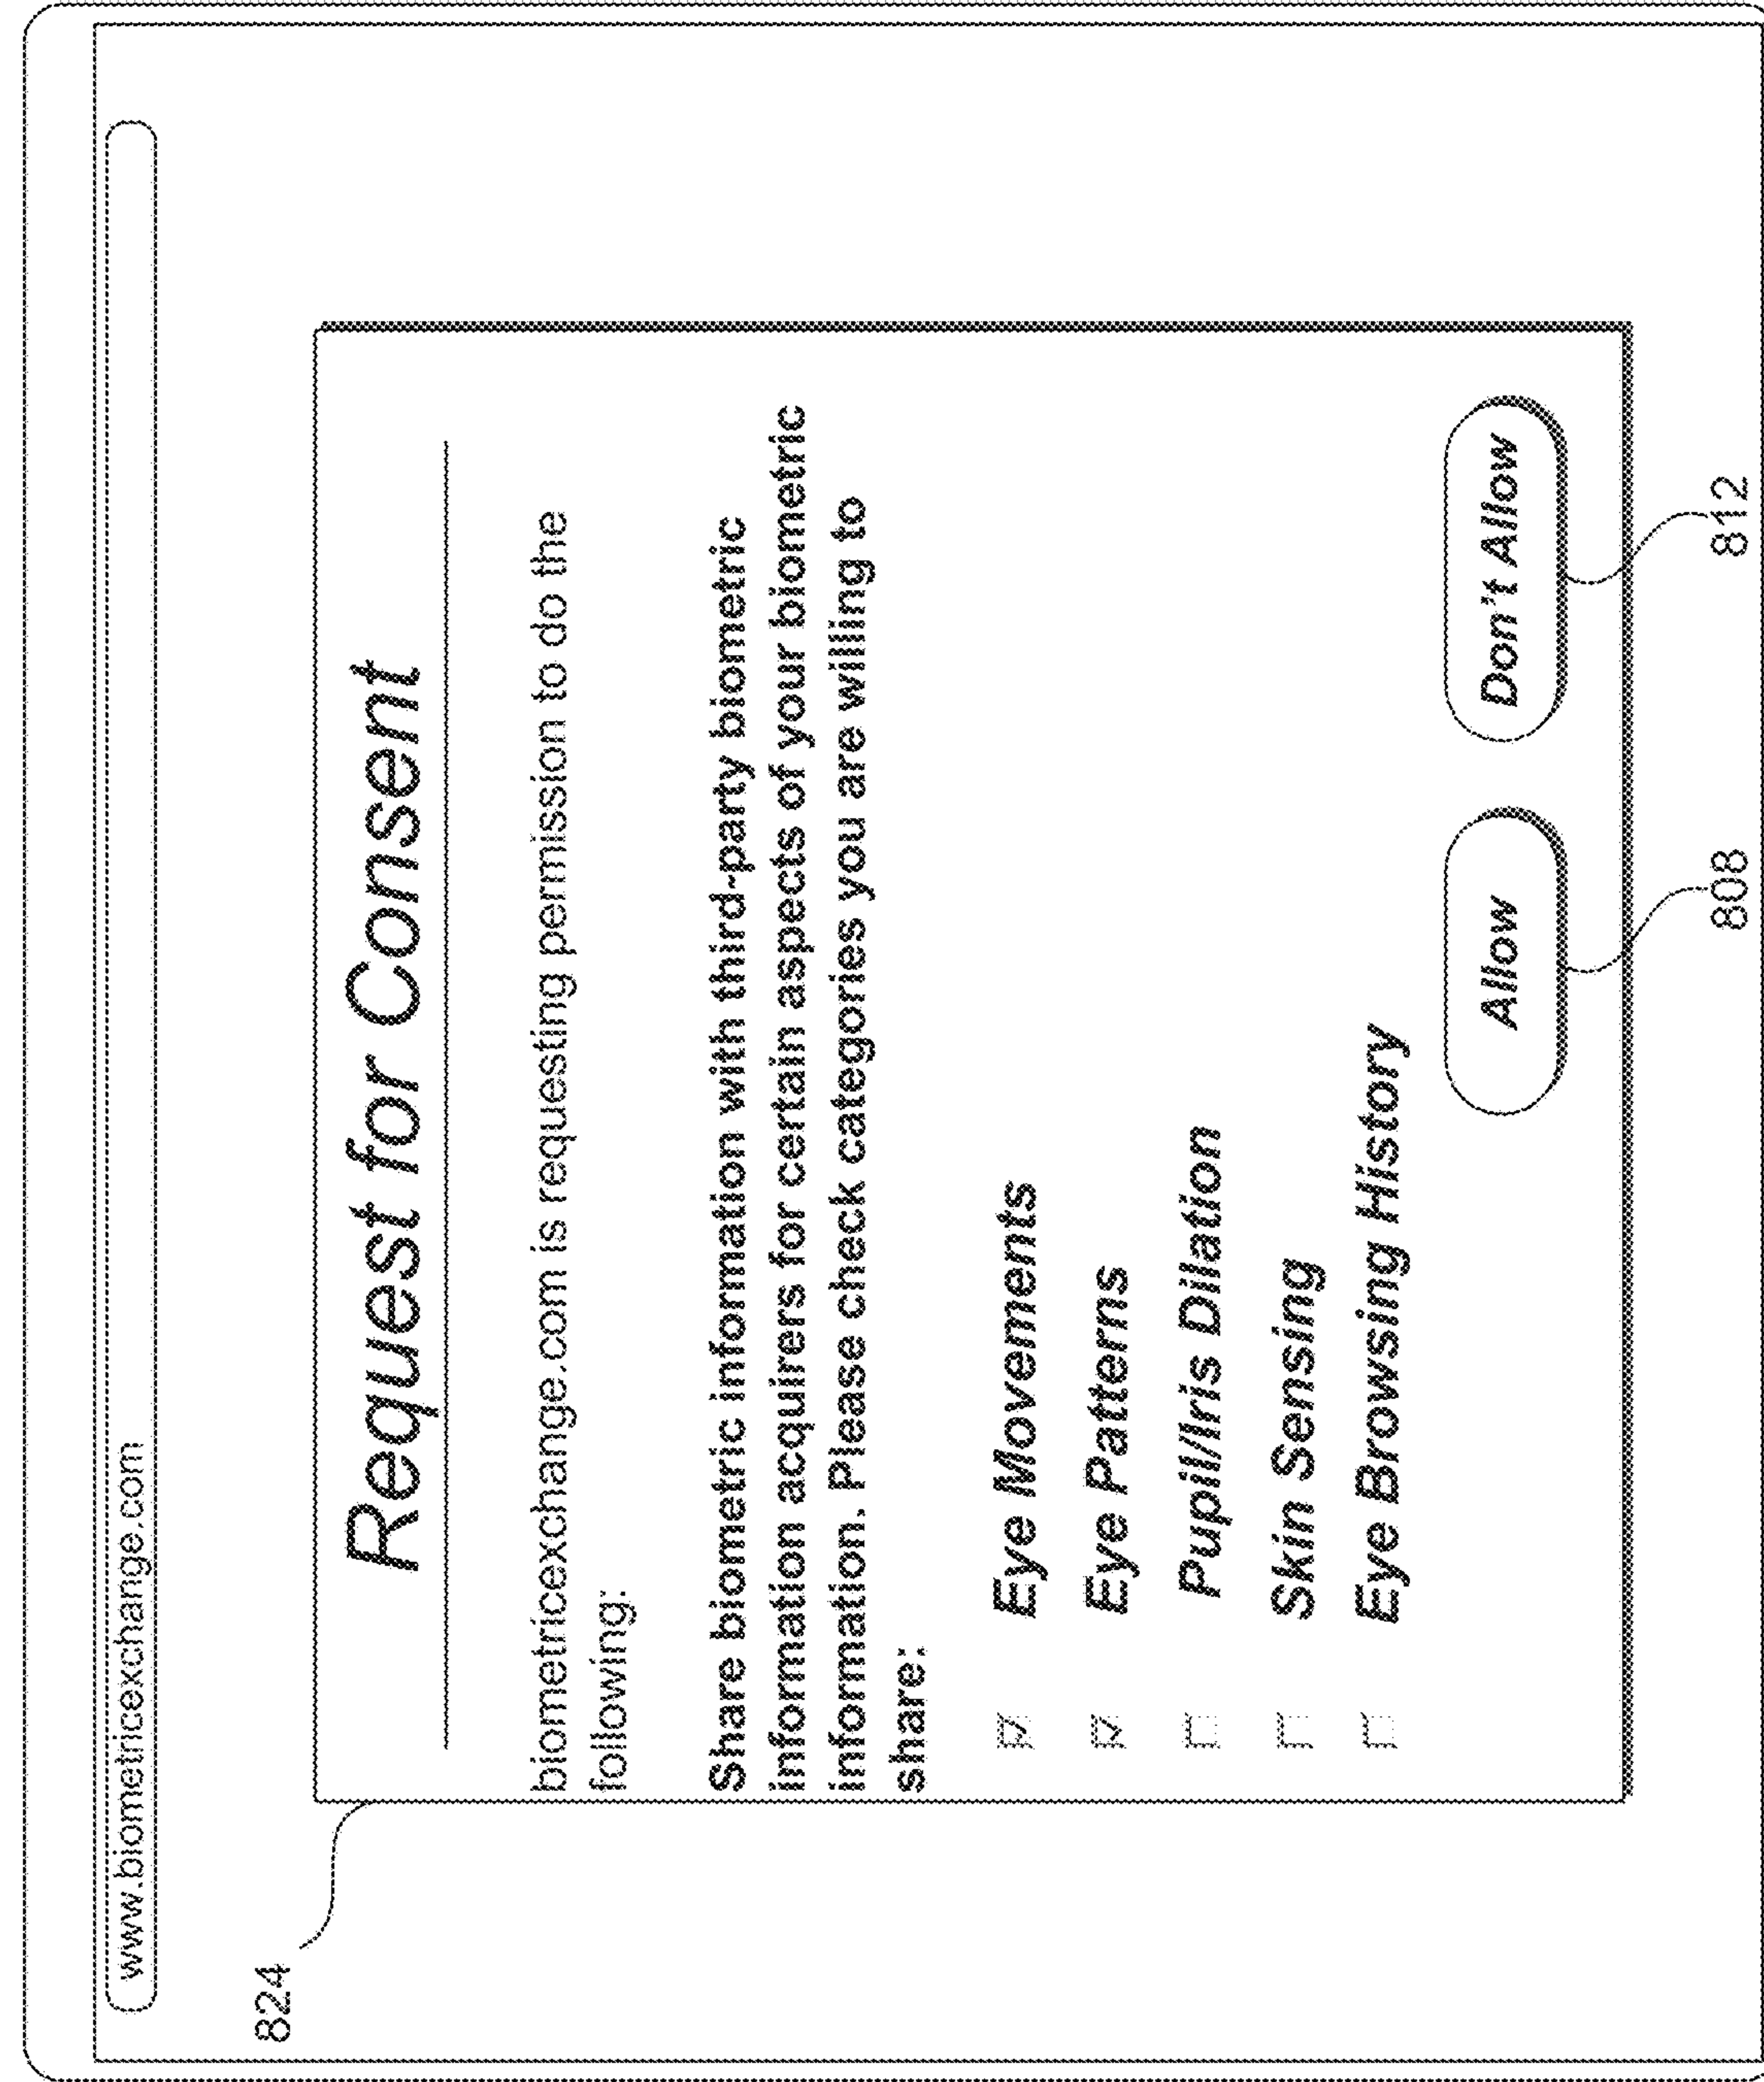 www.biometricexchange.com
824
Request for Consent
biometricexchange.com is requesting permission to do the
following:
Share biometric information with third-party biometric
information acquirers for certain aspects of your biometric
information. Please check categories you are willing to
share:
Eye Movements
Eye Patterns
Pupil/Iris Dilation
Skin Sensing
Eye Browsing History
Allow
Don't Allow
808
812